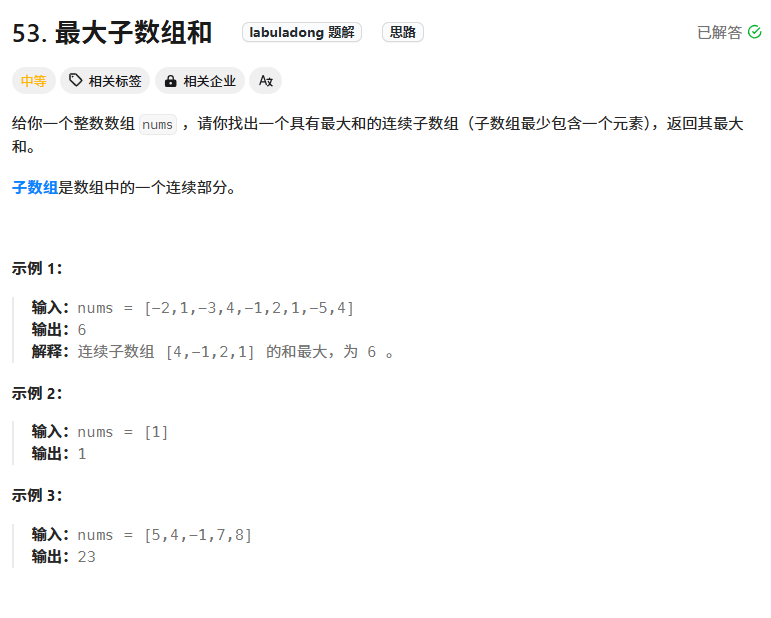 53. 最大子数组和 labuladong 题解 思路 已解答
中等 相关标签 相关企业 Ax
给你一个整数数组 nums ，请你找出一个具有最大和的连续子数组（子数组最少包含一个元素），返回其最大
和。
子数组是数组中的一个连续部分。
示例 1：
输入：nums = [-2,1,-3,4,-1,2,1,-5,4]
输出：6
解释：连续子数组 [4,-1,2,1] 的和最大，为 6 。
示例 2：
输入：nums = [1]
输出：1
示例 3：
输入：nums = [5,4,-1,7,8]
输出：23